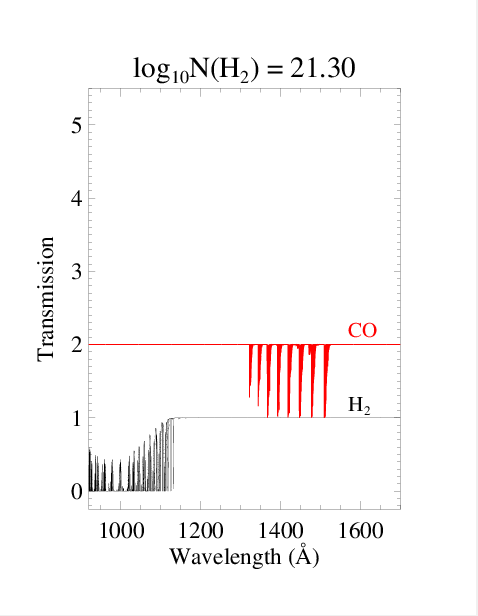 log₁₀N(H₂) = 21.30
5
4
3
2
1
0
Transmission
CO
H₂
1000 1200 1400 1600
Wavelength (Å)